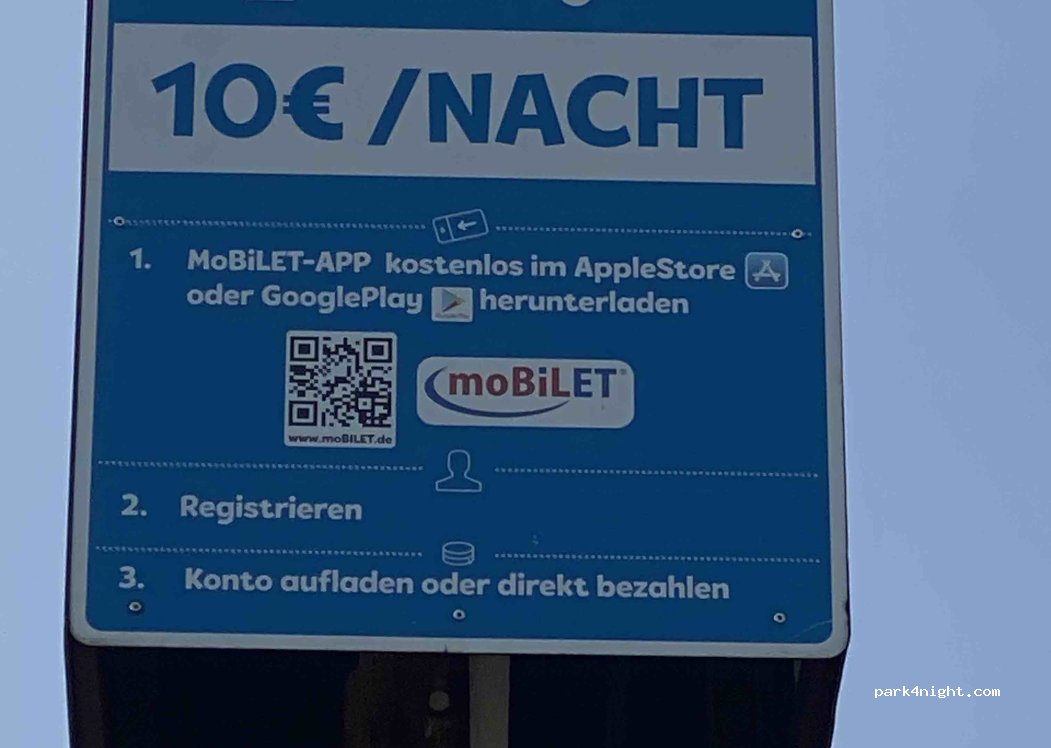 10€ /NACHT
1. MoBiLET-APP kostenlos im AppleStore
oder GooglePlay herunterladen
www.moBILET.de
moBiLET®
2. Registrieren
3. Konto aufladen oder direkt bezahlen
park4night.com